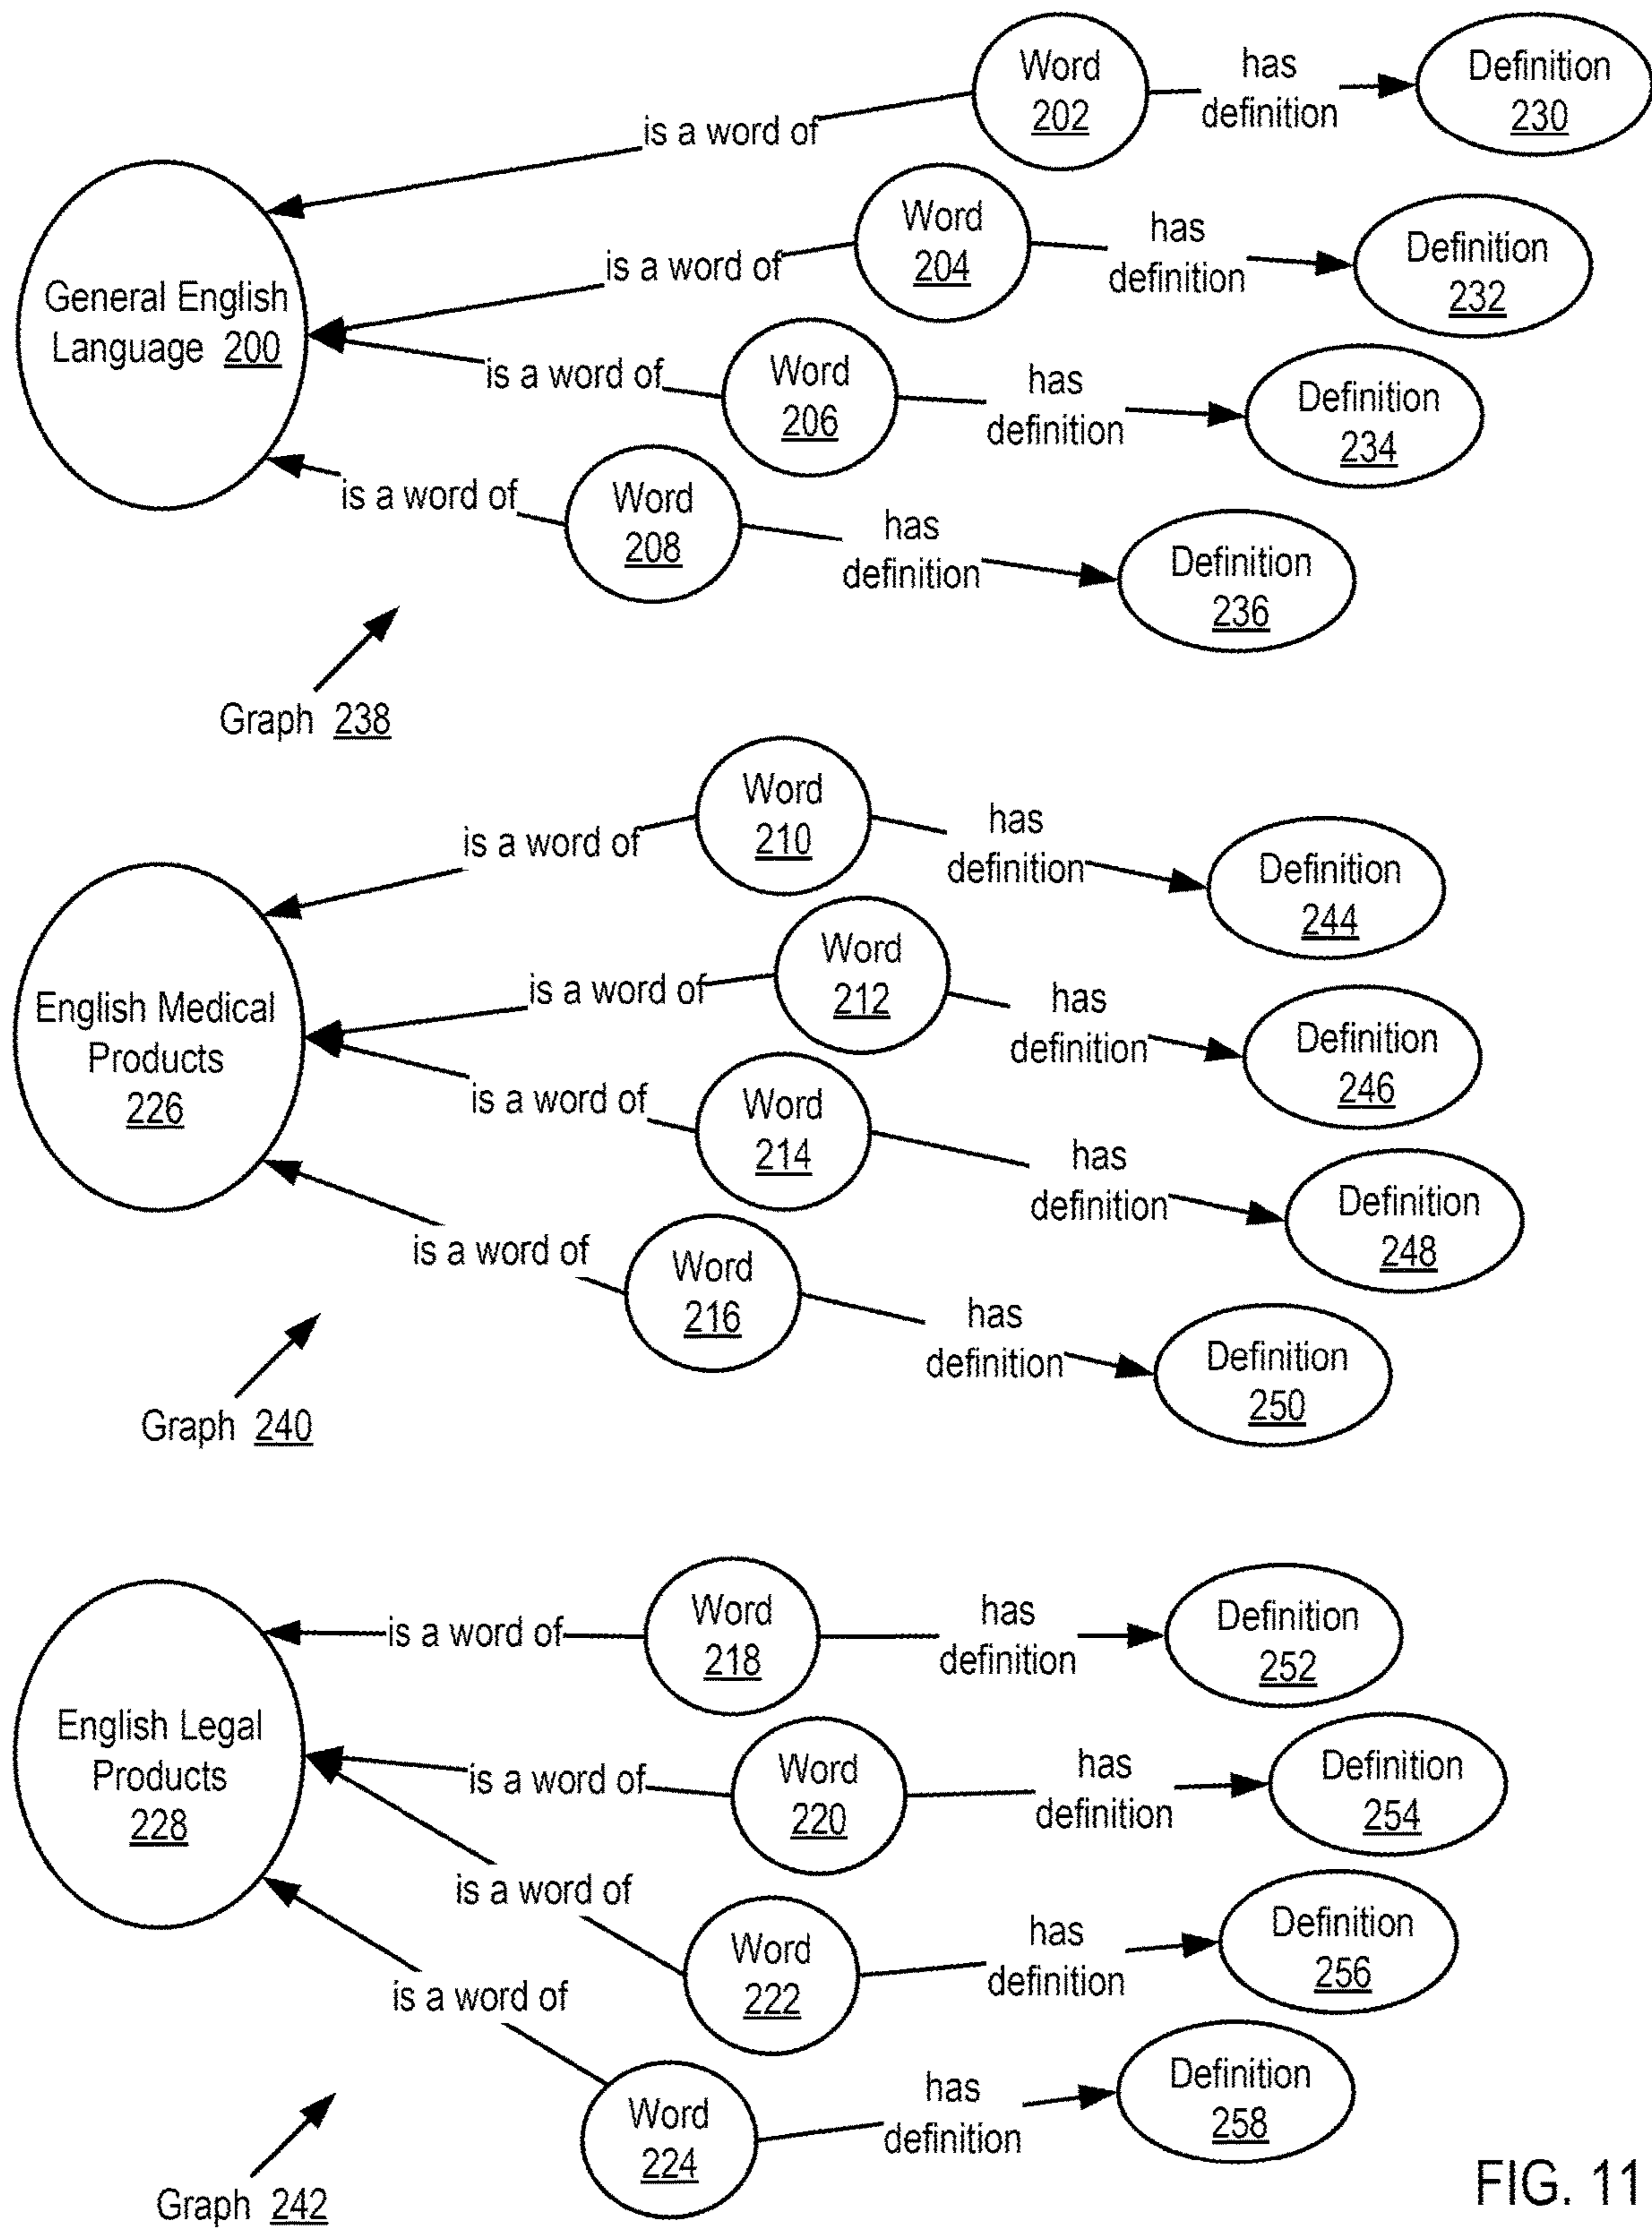 Word
202
has
definition
Definition
230
is a word of
Word
204
has
definition
Definition
232
is a word of
General English
Language 200
Word
206
has
definition
Definition
234
is a word of
Word
208
has
definition
Definition
236
is a word of
Graph 238
Word
210
has
definition
Definition
244
is a word of
Word
212
has
definition
Definition
246
is a word of
English Medical
Products
226
Word
214
has
definition
Definition
248
is a word of
Word
216
has
definition
Definition
250
is a word of
Graph 240
Word
218
has
definition
Definition
252
is a word of
English Legal
Products
228
Word
220
has
definition
Definition
254
is a word of
Word
222
has
definition
Definition
256
is a word of
Word
224
has
definition
Definition
258
is a word of
Graph 242
FIG. 11